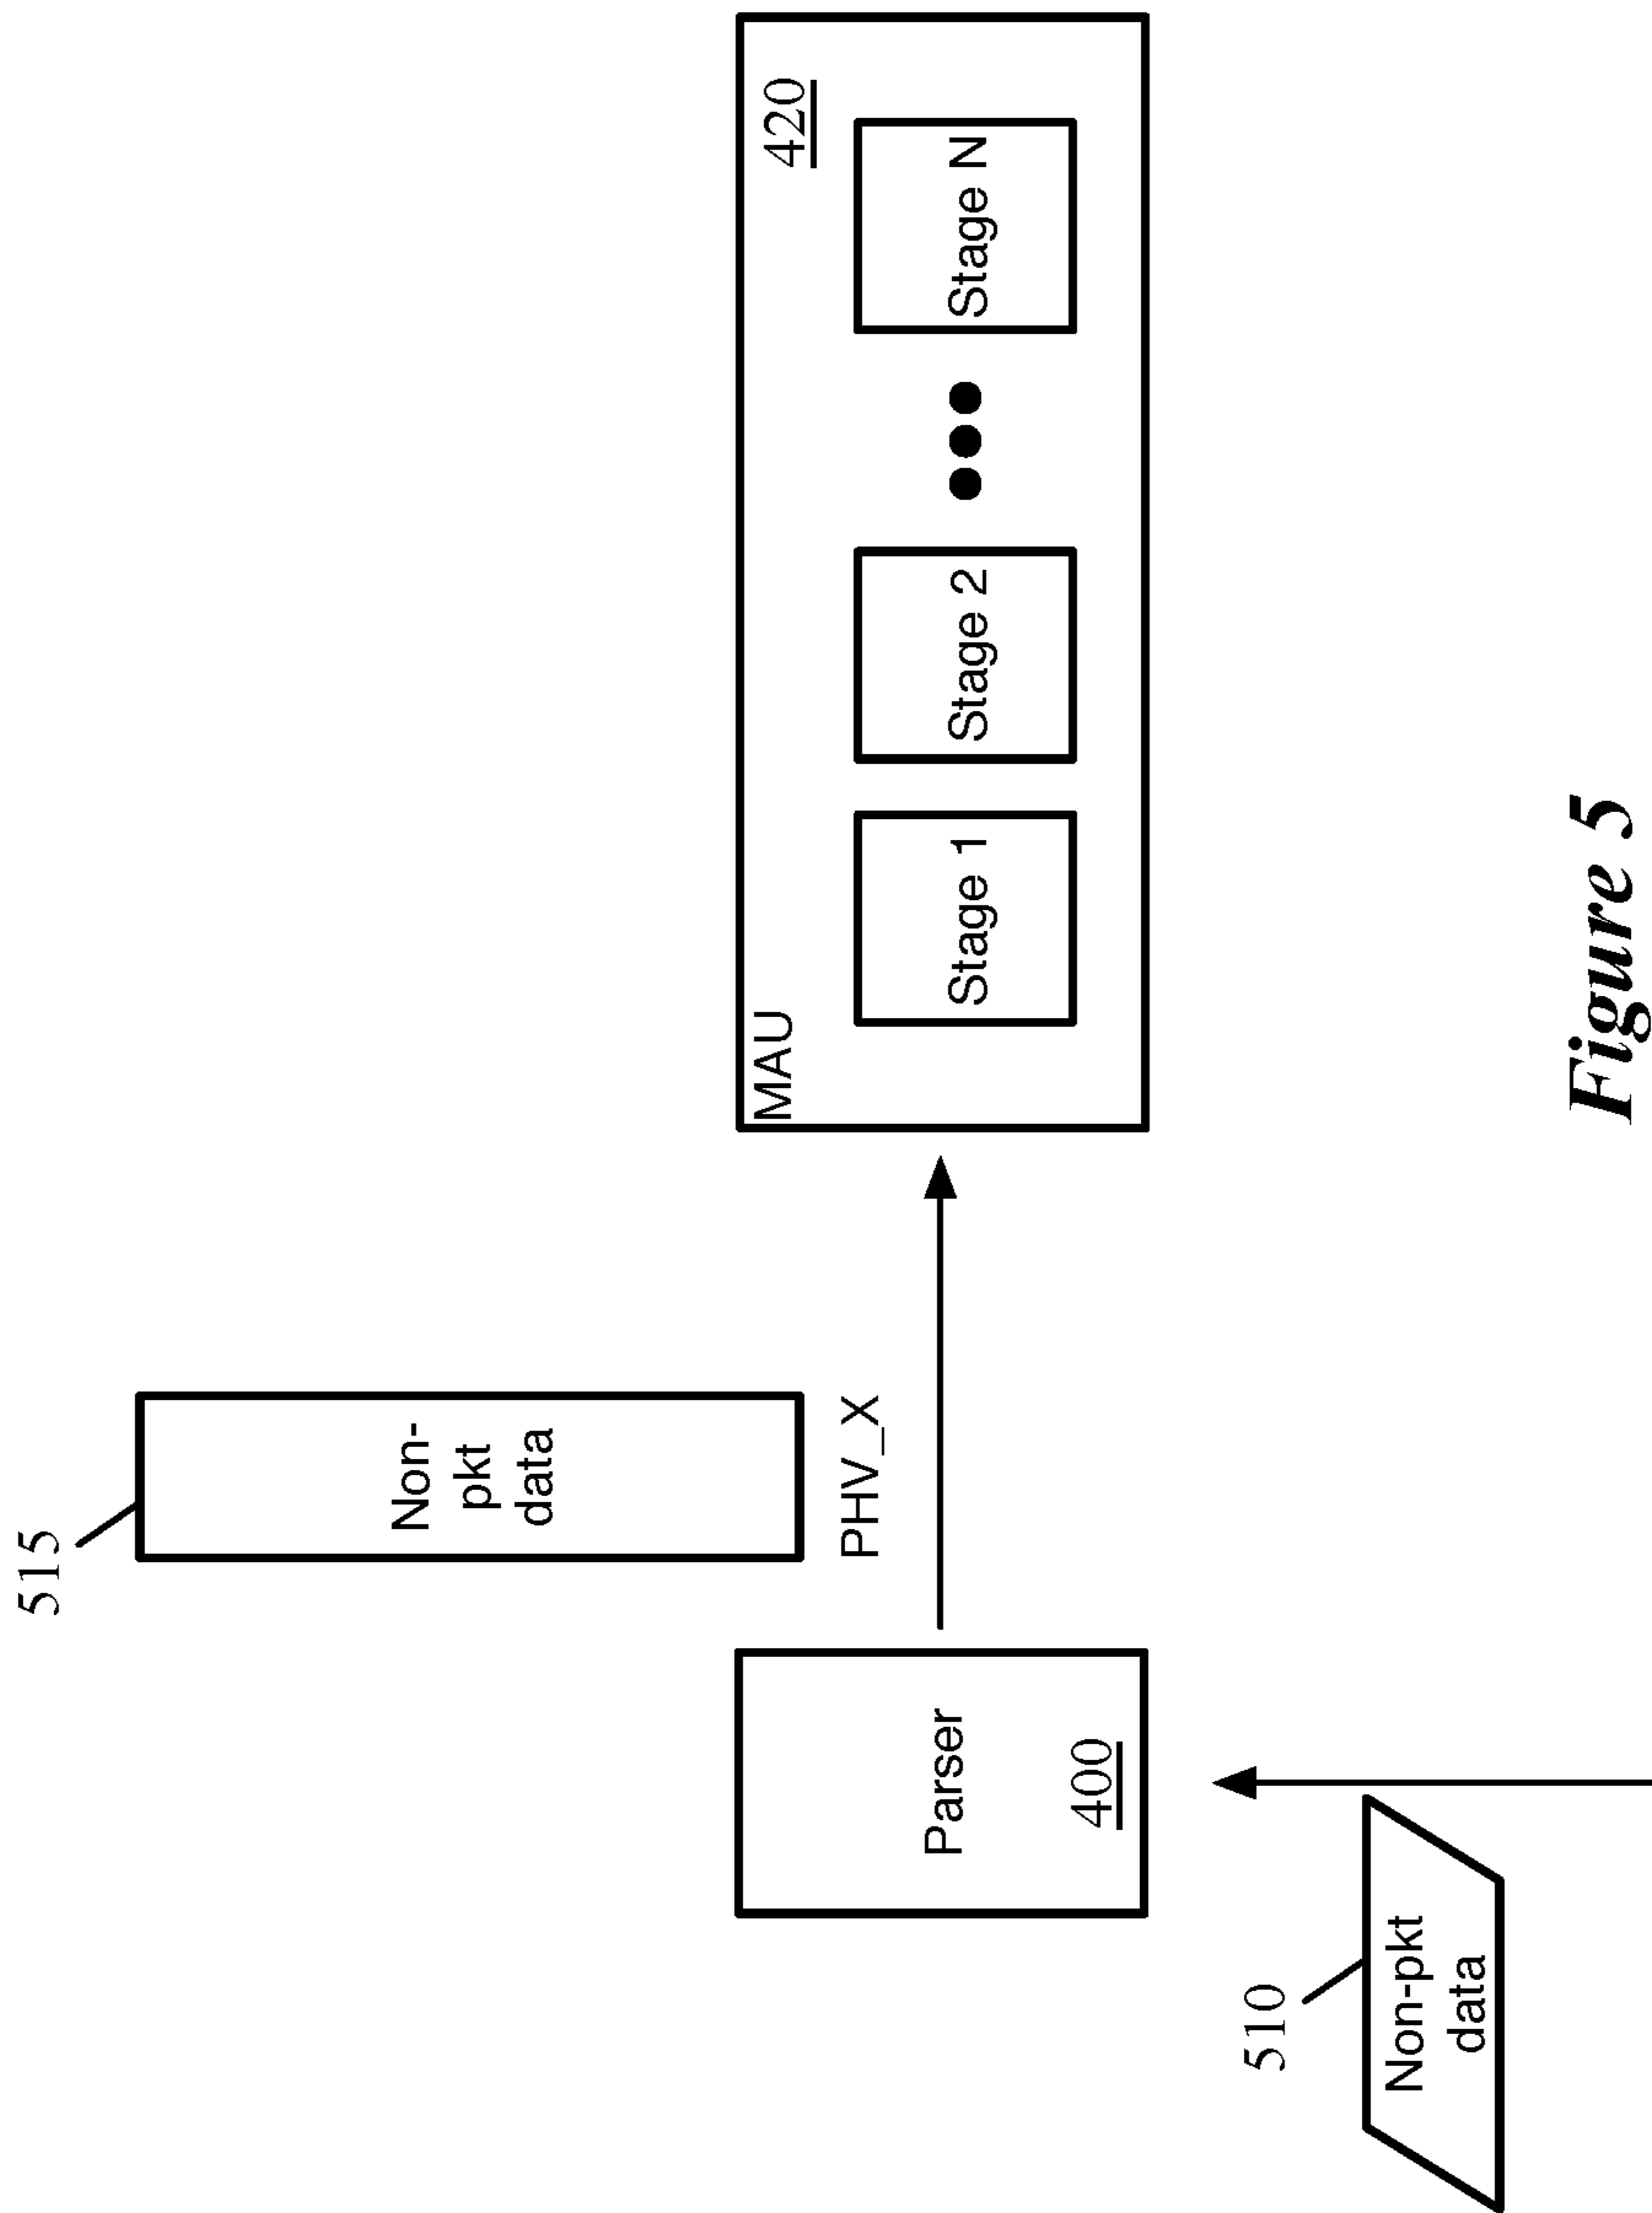 515
Non-
pkt
data
PHV_X
MAU
420
Stage 1
Stage 2
Stage N
Parser
400
510
Non-pkt
data
Figure 5